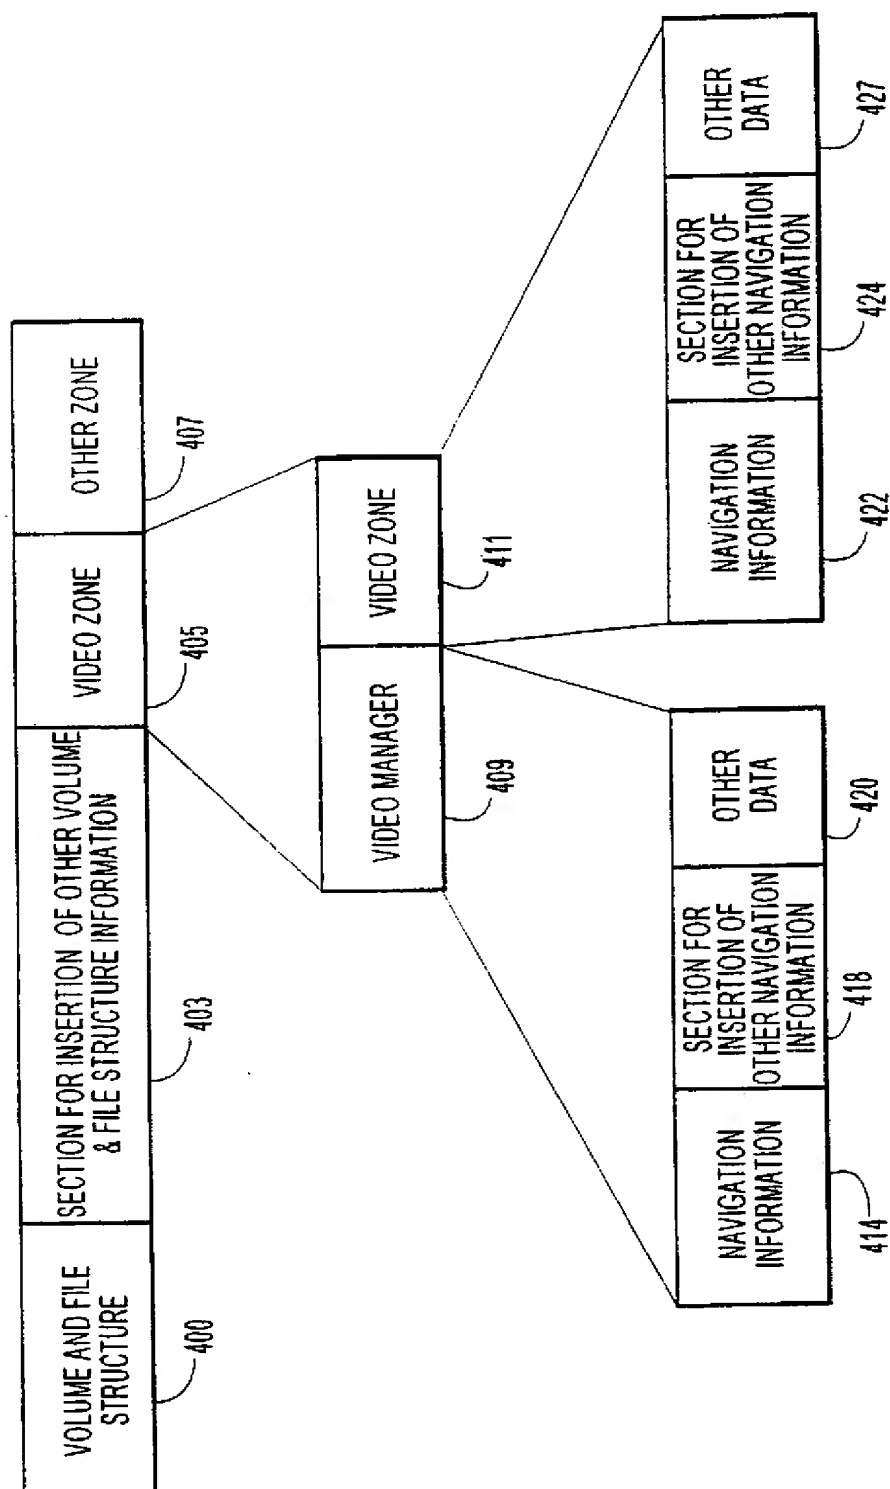 VOLUME AND FILE
STRUCTURE
400
SECTION FOR INSERTION OF OTHER VOLUME
& FILE STRUCTURE INFORMATION
403
VIDEO ZONE
405
OTHER ZONE
407
VIDEO MANAGER
409
VIDEO ZONE
411
NAVIGATION
INFORMATION
414
SECTION FOR
INSERTION OF
OTHER NAVIGATION
INFORMATION
418
OTHER
DATA
420
NAVIGATION
INFORMATION
422
SECTION FOR
INSERTION OF
OTHER NAVIGATION
INFORMATION
424
OTHER
DATA
427